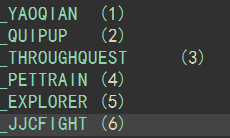 _YAOQIAN (1)
_QUIPUP (2)
_THROUGHQUEST (3)
_PETTRAIN (4)
_EXPLORER (5)
_JJCFIGHT (6)